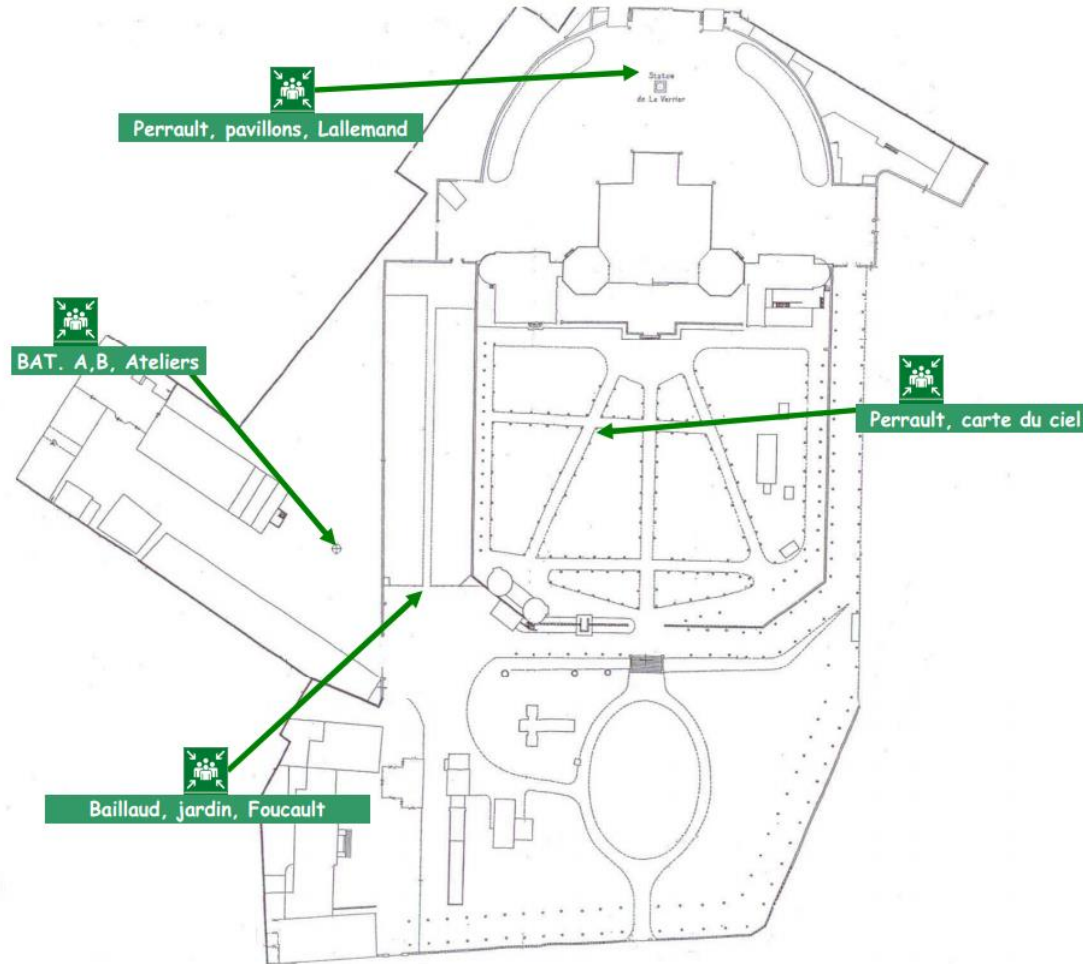 Statue
de Le Verrier
Perrault, pavillons, Lallemand
BAT. A,B, Ateliers
Perrault, carte du ciel
Baillaud, jardin, Foucault